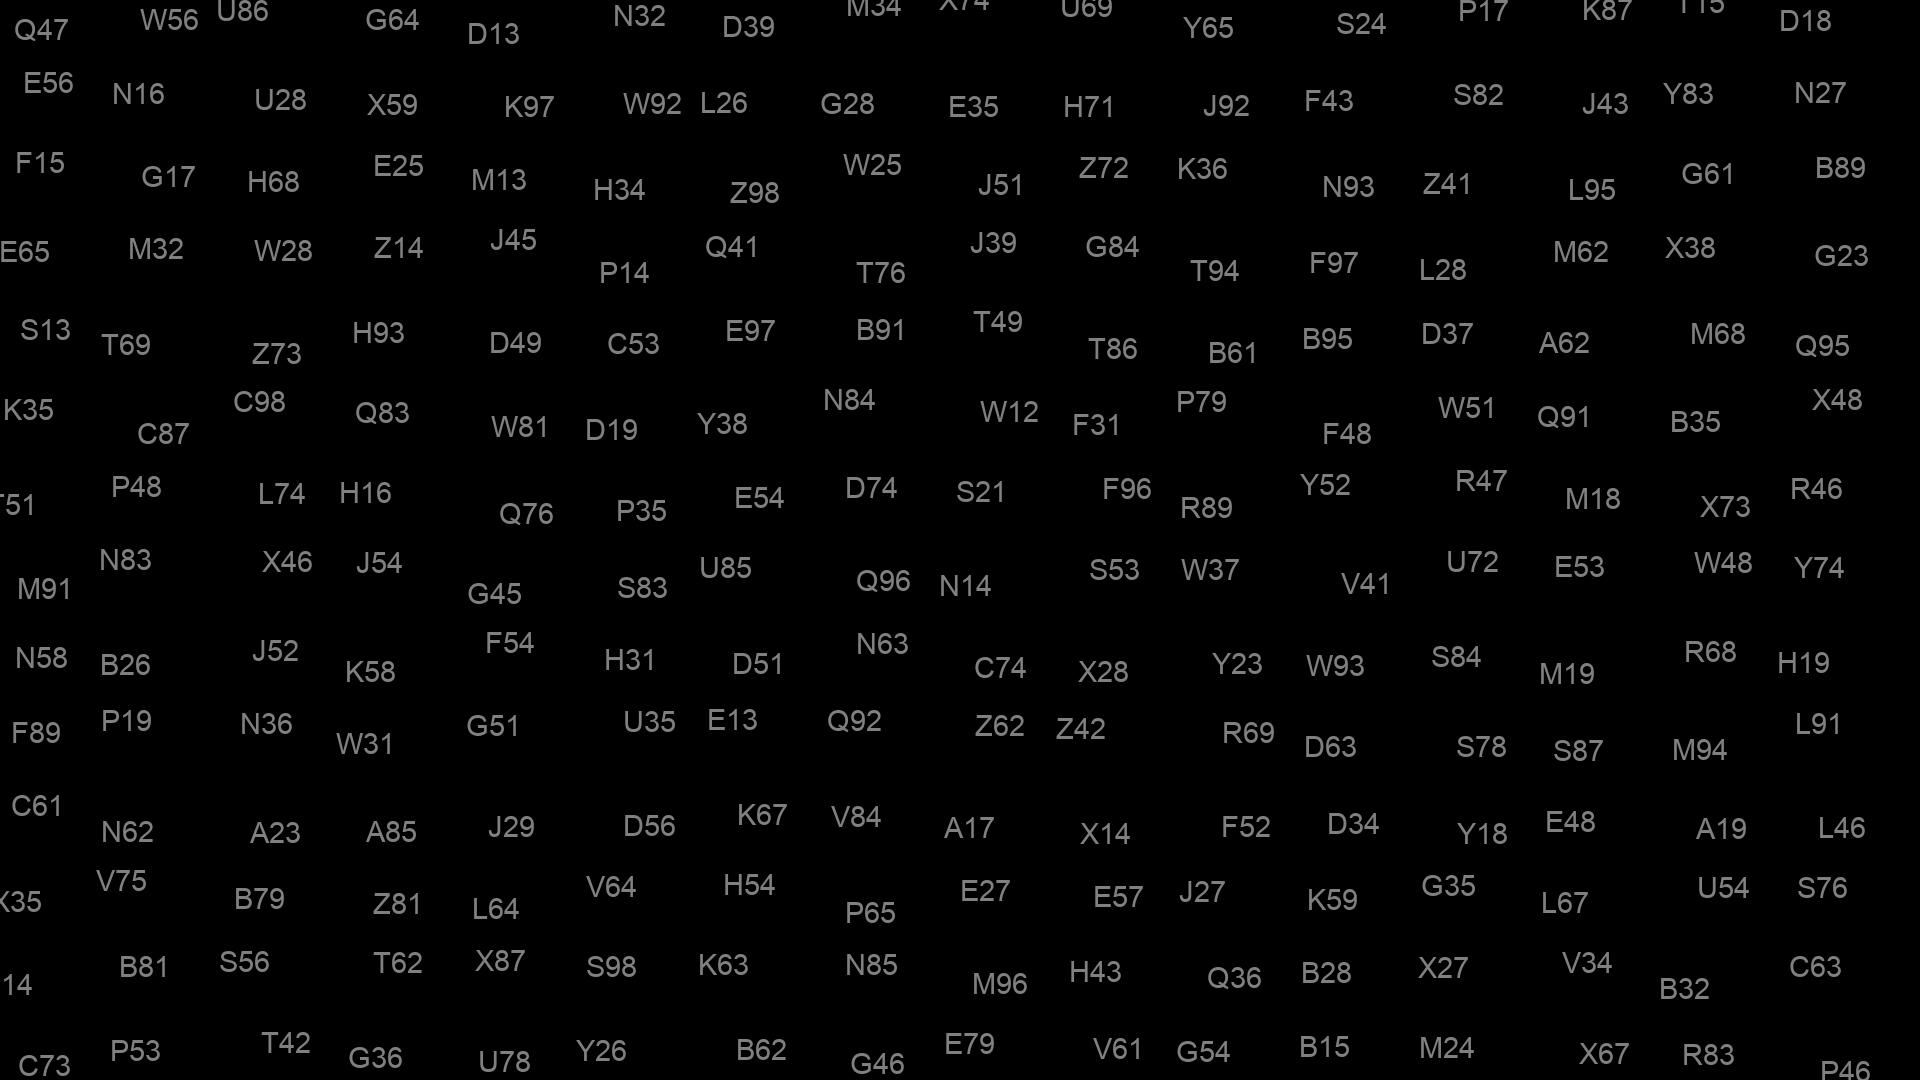 Q47 W56 U86 G64 D13 N32 D39 M34 X74 U69 Y65 S24 P17 K87 D18
E56 N16 U28 X59 K97 W92 L26 G28 E35 H71 J92 F43 S82 J43 Y83 N27
F15 G17 H68 E25 M13 H34 Z98 W25 J51 Z72 K36 N93 Z41 L95 G61 B89
E65 M32 W28 Z14 J45 P14 Q41 T76 J39 G84 T94 F97 L28 M62 X38 G23
S13 T69 Z73 H93 D49 C53 E97 B91 T49 T86 B61 B95 D37 A62 M68 Q95
K35 C87 C98 Q83 W81 D19 Y38 N84 W12 F31 P79 F48 W51 Q91 B35 X48
P48 L74 H16 Q76 P35 E54 D74 S21 F96 R89 Y52 R47 M18 X73 R46
M91 N83 X46 J54 G45 S83 U85 Q96 N14 S53 W37 V41 U72 E53 W48 Y74
N58 B26 J52 K58 F54 H31 D51 N63 C74 X28 Y23 W93 S84 M19 R68 H19
F89 P19 N36 W31 G51 U35 E13 Q92 Z62 Z42 R69 D63 S78 S87 M94 L91
C61 N62 A23 A85 J29 D56 K67 V84 A17 X14 F52 D34 Y18 E48 A19 L46
V75 B79 Z81 L64 V64 H54 P65 E27 E57 J27 K59 G35 L67 U54 S76
14 B81 S56 T62 X87 S98 K63 N85 M96 H43 Q36 B28 X27 V34 B32 C63
C73 P53 T42 G36 U78 Y26 B62 G46 E79 V61 G54 B15 M24 X67 R83 P46